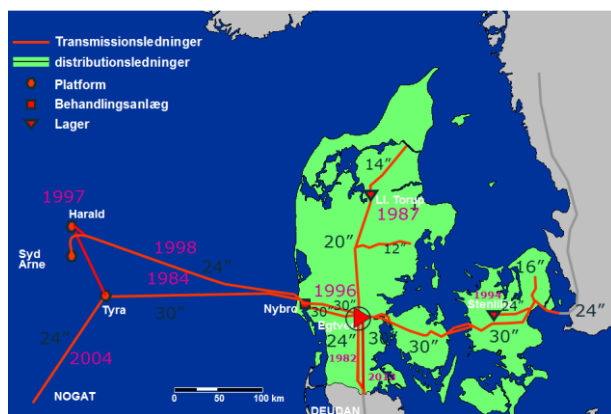 Transmissionsledninger
distributionsledninger
Platform
Behandlingsanlæg
Lager
14”
1997
Ll. Torup
1987
Harald
1998
20”
12”
Syd
Arne
24”
1984
16”
1996
1994
Nybro
30” 30”
Stenlille
24”
24”
Tyra
30”
30”
Egtved
24”
30”
30”
24”
1982
2004
NOGAT
0 50 100 km
DEUDAN